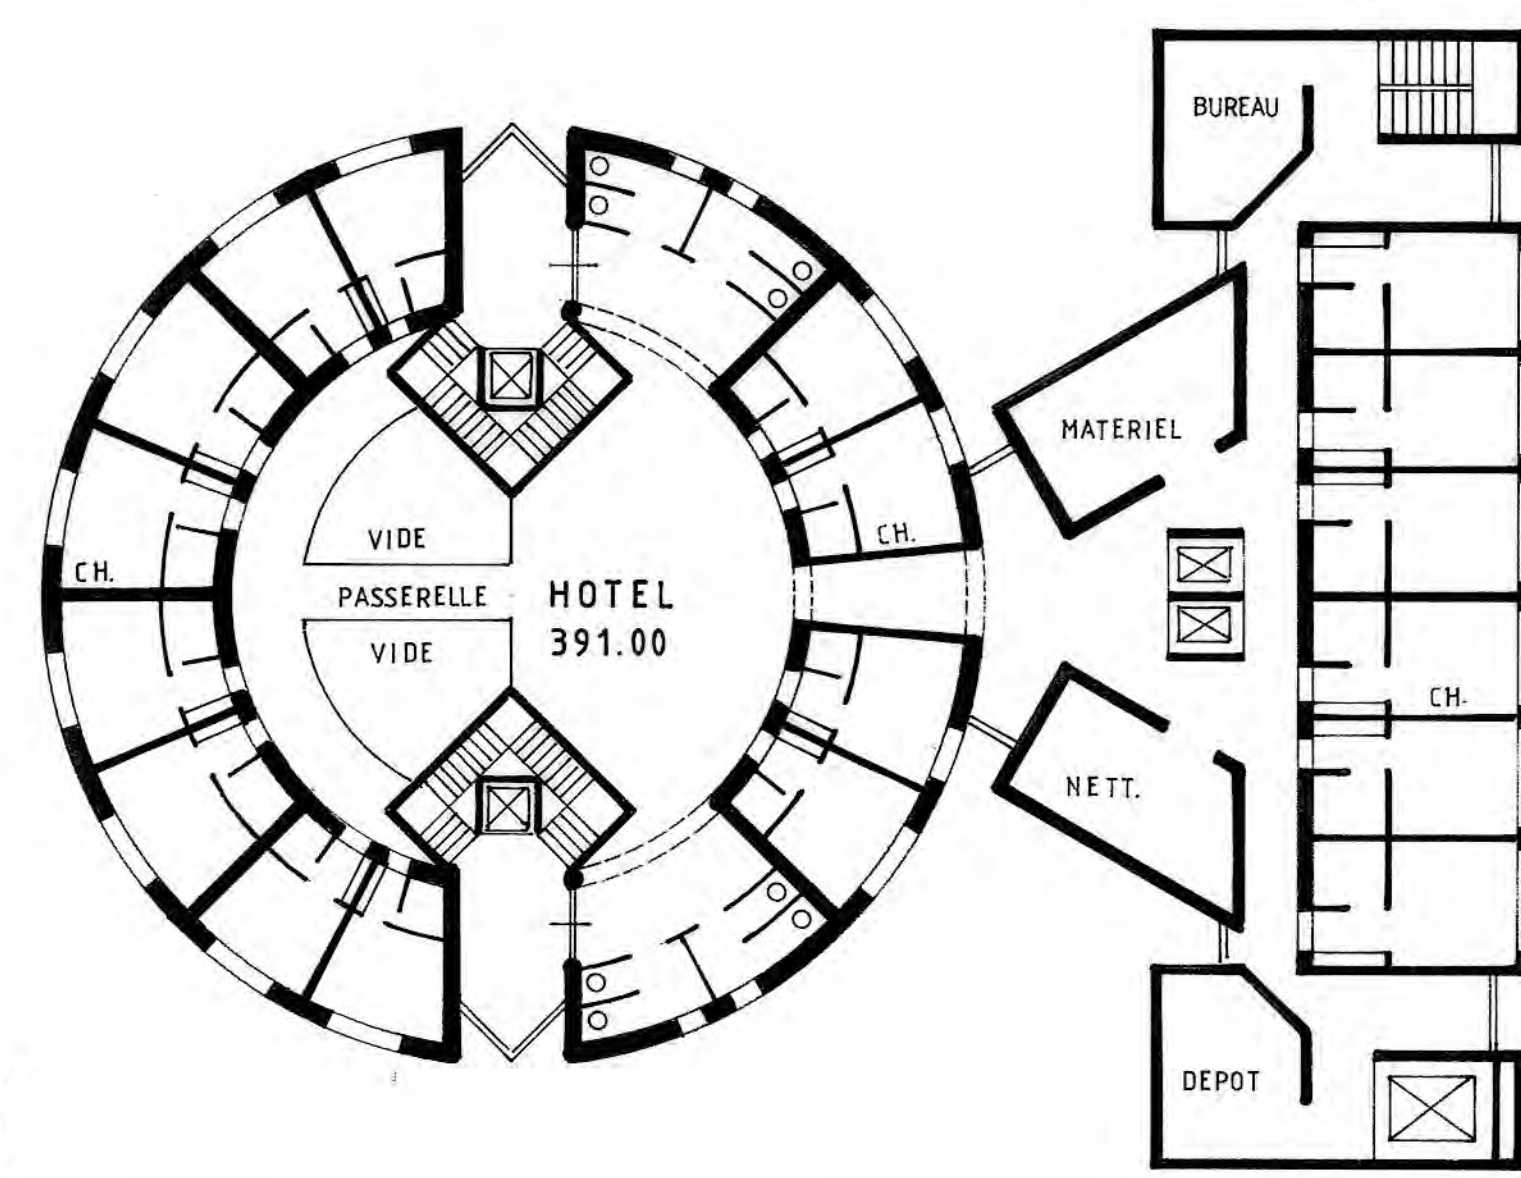 BUREAU
MATERIEL
CH.
CH.
VIDE
PASSERELLE
HOTEL
391.00
VIDE
CH.
NETT.
DEPOT